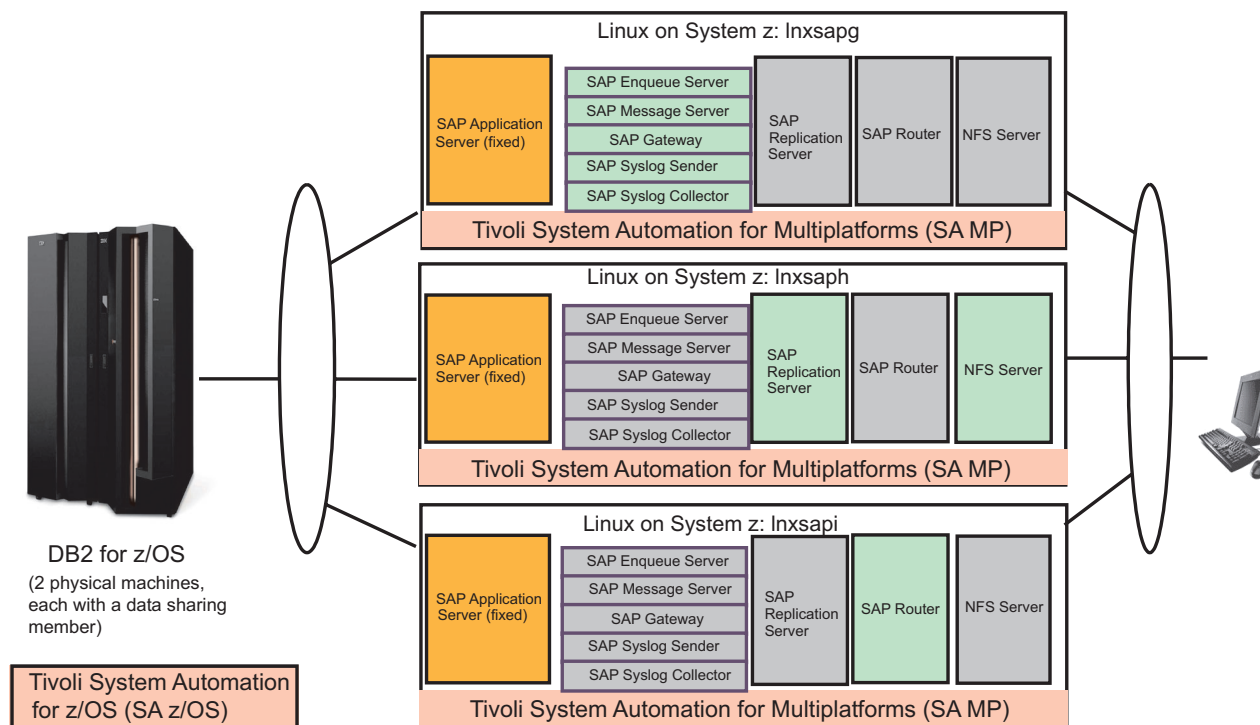 Linux on System z: lnxsapg
SAP Application
Server (fixed)
SAP Enqueue Server
SAP Message Server
SAP Gateway
SAP Syslog Sender
SAP Syslog Collector
SAP
Replication
Server
SAP Router
NFS Server
Tivoli System Automation for Multiplatforms (SA MP)
Linux on System z: lnxsaph
SAP Application
Server (fixed)
SAP Enqueue Server
SAP Message Server
SAP Gateway
SAP Syslog Sender
SAP Syslog Collector
SAP
Replication
Server
SAP Router
NFS Server
Tivoli System Automation for Multiplatforms (SA MP)
Linux on System z: lnxsapi
SAP Application
Server (fixed)
SAP Enqueue Server
SAP Message Server
SAP Gateway
SAP Syslog Sender
SAP Syslog Collector
SAP
Replication
Server
SAP Router
NFS Server
Tivoli System Automation for Multiplatforms (SA MP)
DB2 for z/OS
(2 physical machines,
each with a data sharing
member)
Tivoli System Automation
for z/OS (SA z/OS)